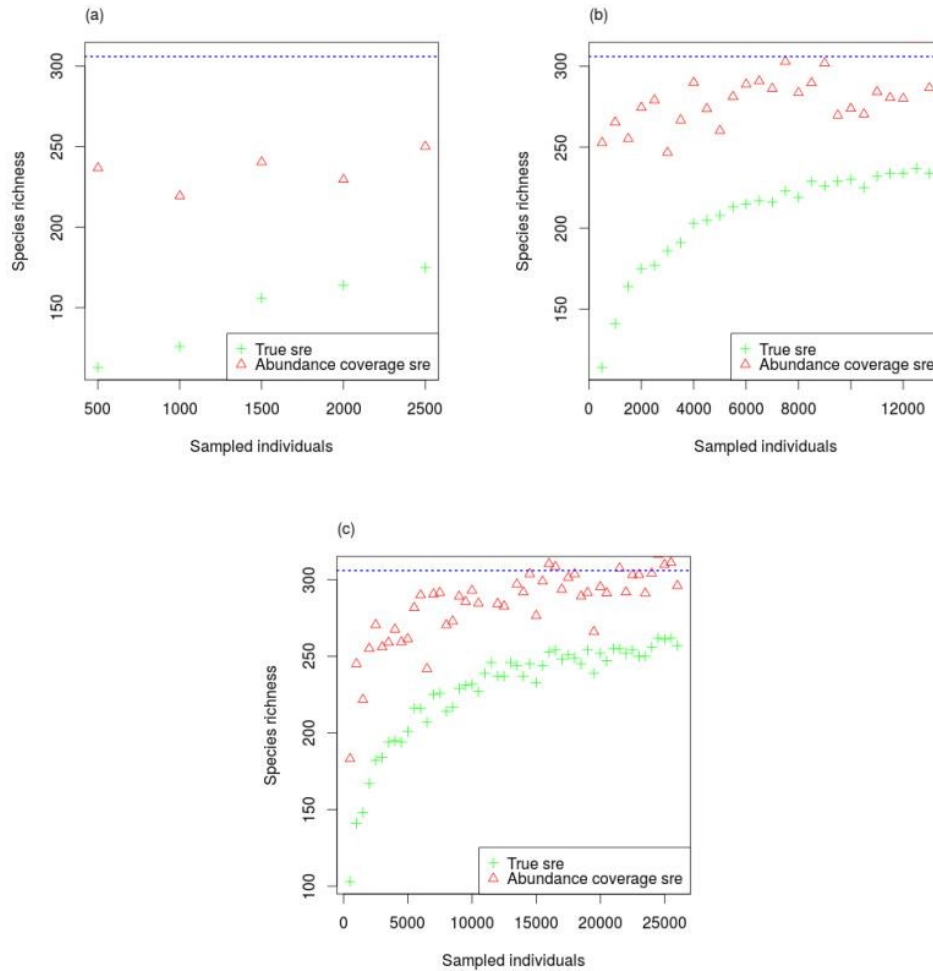 (a)
Species richness
300
250
200
150
500 1000 1500 2000 2500
Sampled individuals
True sre
Abundance coverage sre
(b)
Species richness
300
250
200
150
0 2000 4000 6000 8000 12000
Sampled individuals
True sre
Abundance coverage sre
(c)
Species richness
300
250
200
150
100
0 5000 10000 15000 20000 25000
Sampled individuals
True sre
Abundance coverage sre